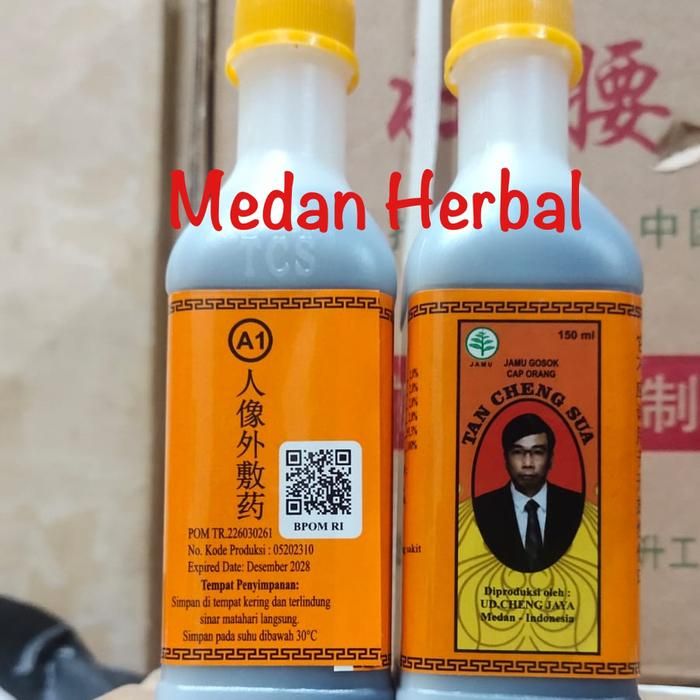 Medan Herbal
TCS
A1
人像外敷药
BPOM RI
POM TR.226030261
No. Kode Produksi : 05202310
Expired Date: Desember 2028
Tempat Penyimpanan:
Simpan di tempat kering dan terlindung
sinar matahari langsung.
Simpan pada suhu dibawah 30°C
150 ml
JAMU
JAMU GOSOK
CAP ORANG
TAN CHENG SUA
Diproduksi oleh :
UD.CHENG JAYA
Medan - Indonesia
sakit
腰
中
制
升工